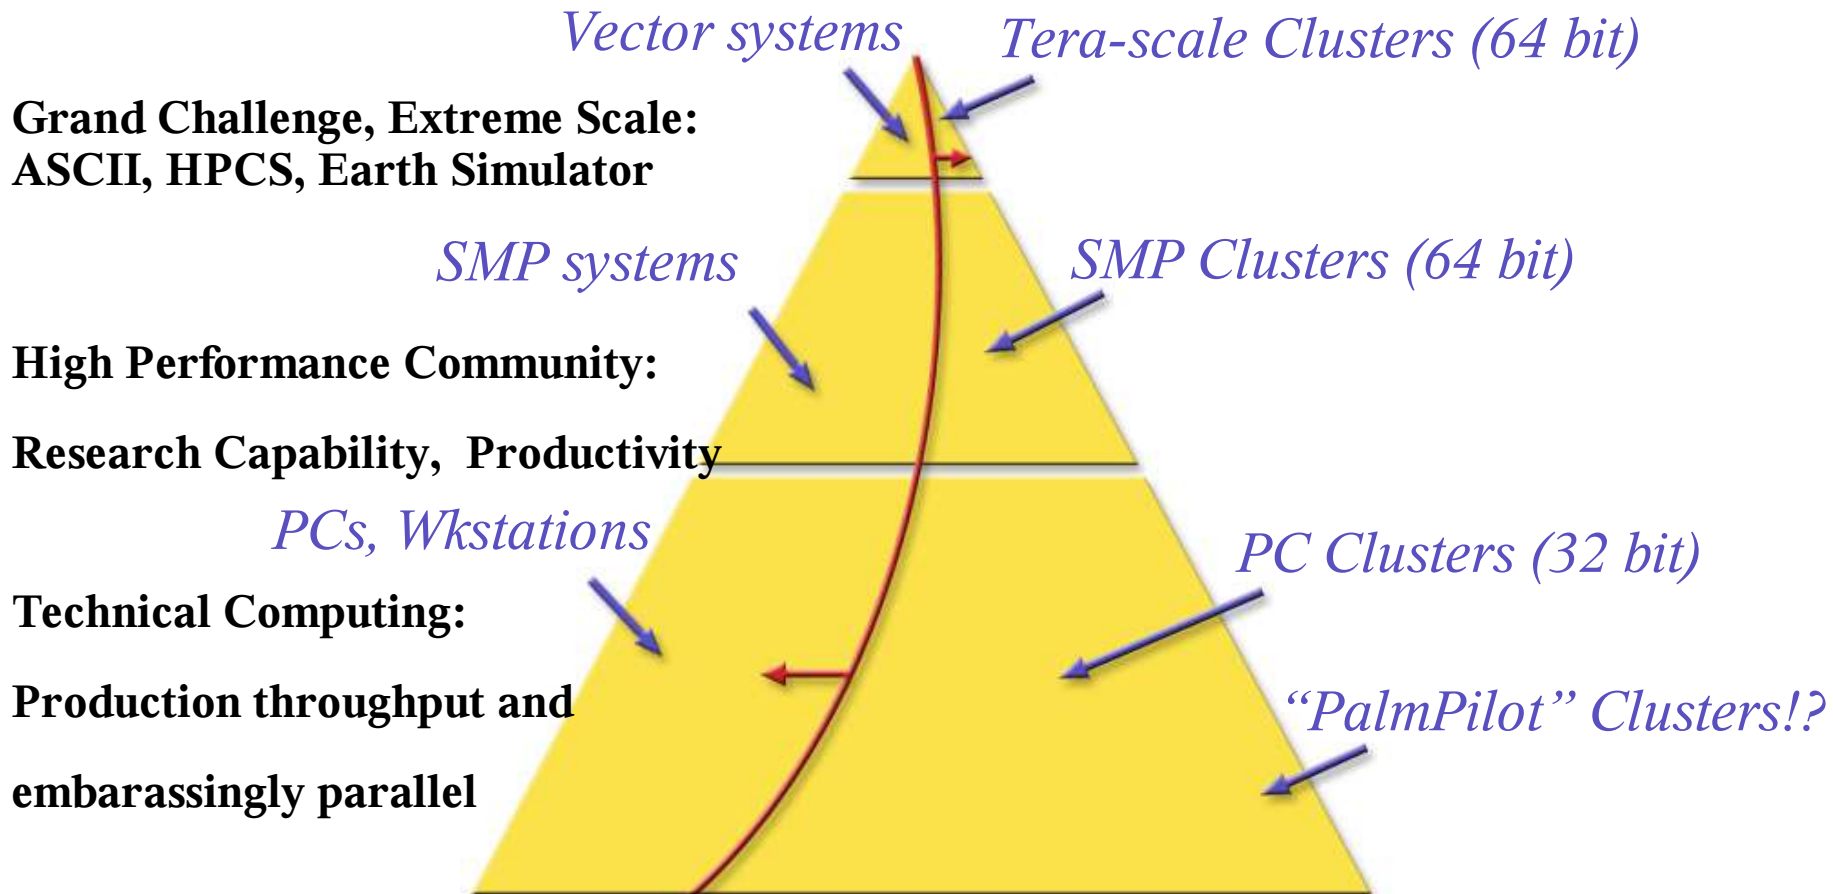 Vector systems
Tera-scale Clusters (64 bit)
Grand Challenge, Extreme Scale:
ASCII, HPCS, Earth Simulator
SMP systems
SMP Clusters (64 bit)
High Performance Community:
Research Capability, Productivity
PCs, Wkstations
PC Clusters (32 bit)
Technical Computing:
Production throughput and
“PalmPilot” Clusters!?
embarassingly parallel